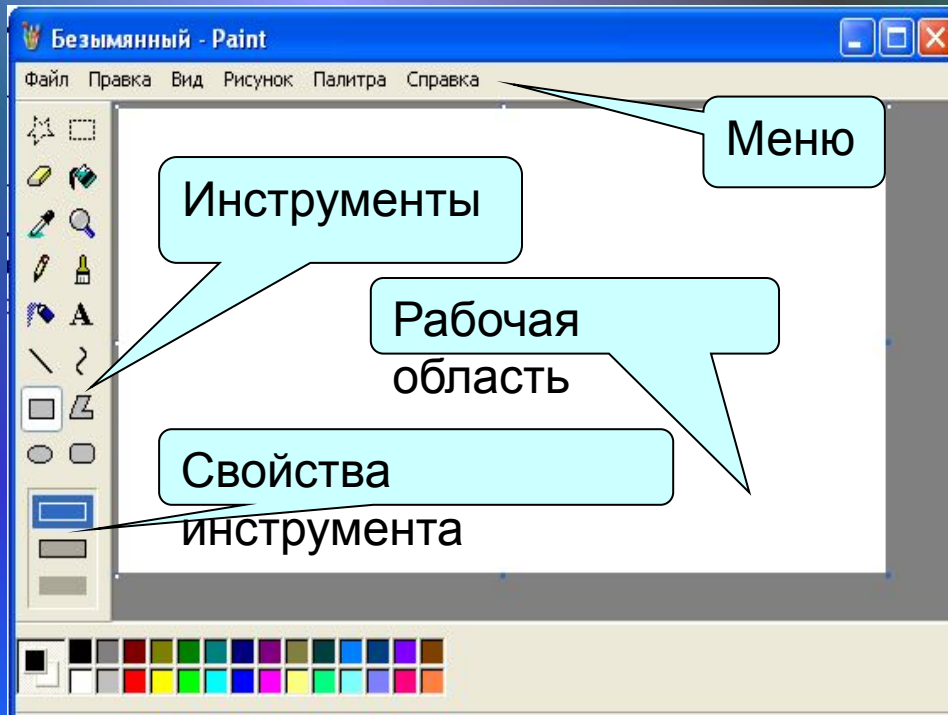 Безымянный - Paint
Файл Правка Вид Рисунок Палитра Справка
Меню
Инструменты
A
Рабочая
область
Свойства
инструмента